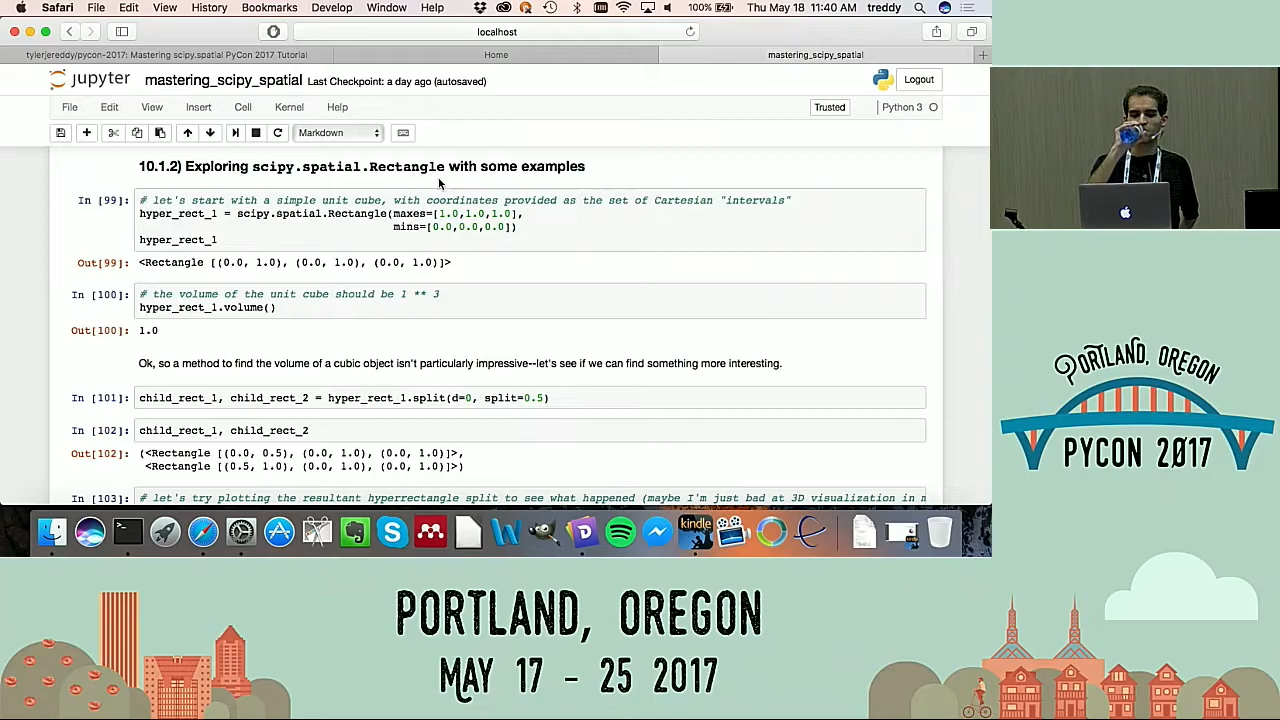 Safari File Edit View History Bookmarks Develop Window Help 100% Thu May 18 11:40 AM treddy
localhost
tylerjereddy/pycon-2017: Mastering scipy.spatial PyCon 2017 Tutorial Home mastering_scipy_spatial
jupyter mastering_scipy_spatial Last Checkpoint: a day ago (autosaved) Logout
File Edit View Insert Cell Kernel Help Trusted Python 3
Markdown
10.1.2) Exploring scipy.spatial.Rectangle with some examples
In [99]: # let's start with a simple unit cube, with coordinates provided as the set of Cartesian "intervals"
hyper_rect_1 = scipy.spatial.Rectangle(maxes=[1.0,1.0,1.0],
mins=[0.0,0.0,0.0])
hyper_rect_1
Out[99]: <Rectangle [(0.0, 1.0), (0.0, 1.0), (0.0, 1.0)]>
In [100]: # the volume of the unit cube should be 1 ** 3
hyper_rect_1.volume()
Out[100]: 1.0
Ok, so a method to find the volume of a cubic object isn't particularly impressive--let's see if we can find something more interesting.
In [101]: child_rect_1, child_rect_2 = hyper_rect_1.split(d=0, split=0.5)
In [102]: child_rect_1, child_rect_2
Out[102]: (<Rectangle [(0.0, 0.5), (0.0, 1.0), (0.0, 1.0)]>,
<Rectangle [(0.5, 1.0), (0.0, 1.0), (0.0, 1.0)]>)
In [103]: # let's try plotting the resultant hyperrectangle split to see what happened (maybe I'm just bad at 3D visualization in
kindle
PORTLAND, OREGON
PYCON 2017
PORTLAND, OREGON
MAY 17 - 25 2017